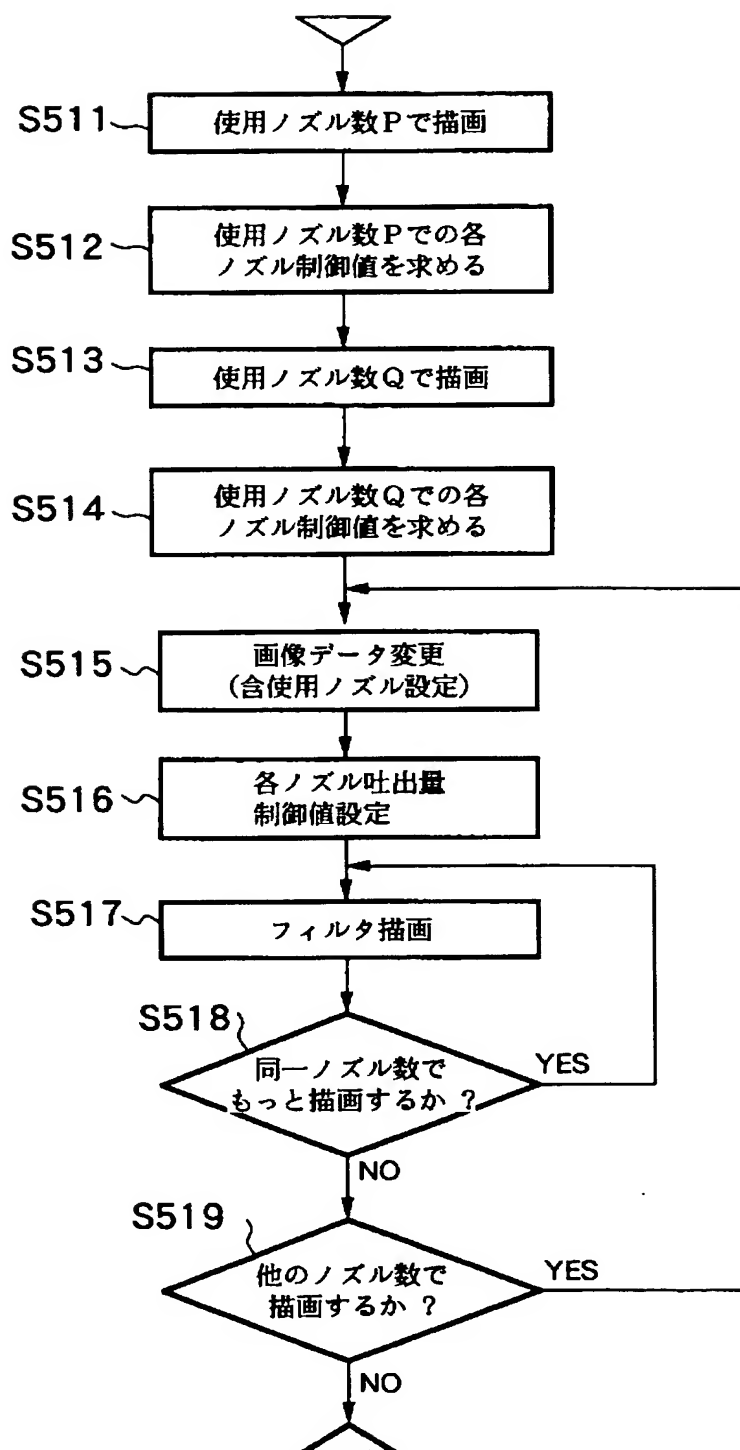 S511
使用ノズル数Pで描画
S512
使用ノズル数Pでの各
ノズル制御値を求める
S513
使用ノズル数Qで描画
S514
使用ノズル数Qでの各
ノズル制御値を求める
S515
画像データ変更
(含使用ノズル設定)
S516
各ノズル吐出量
制御値設定
S517
フィルタ描画
S518
同一ノズル数で
もっと描画するか ?
YES
NO
S519
他のノズル数で
描画するか ?
YES
NO